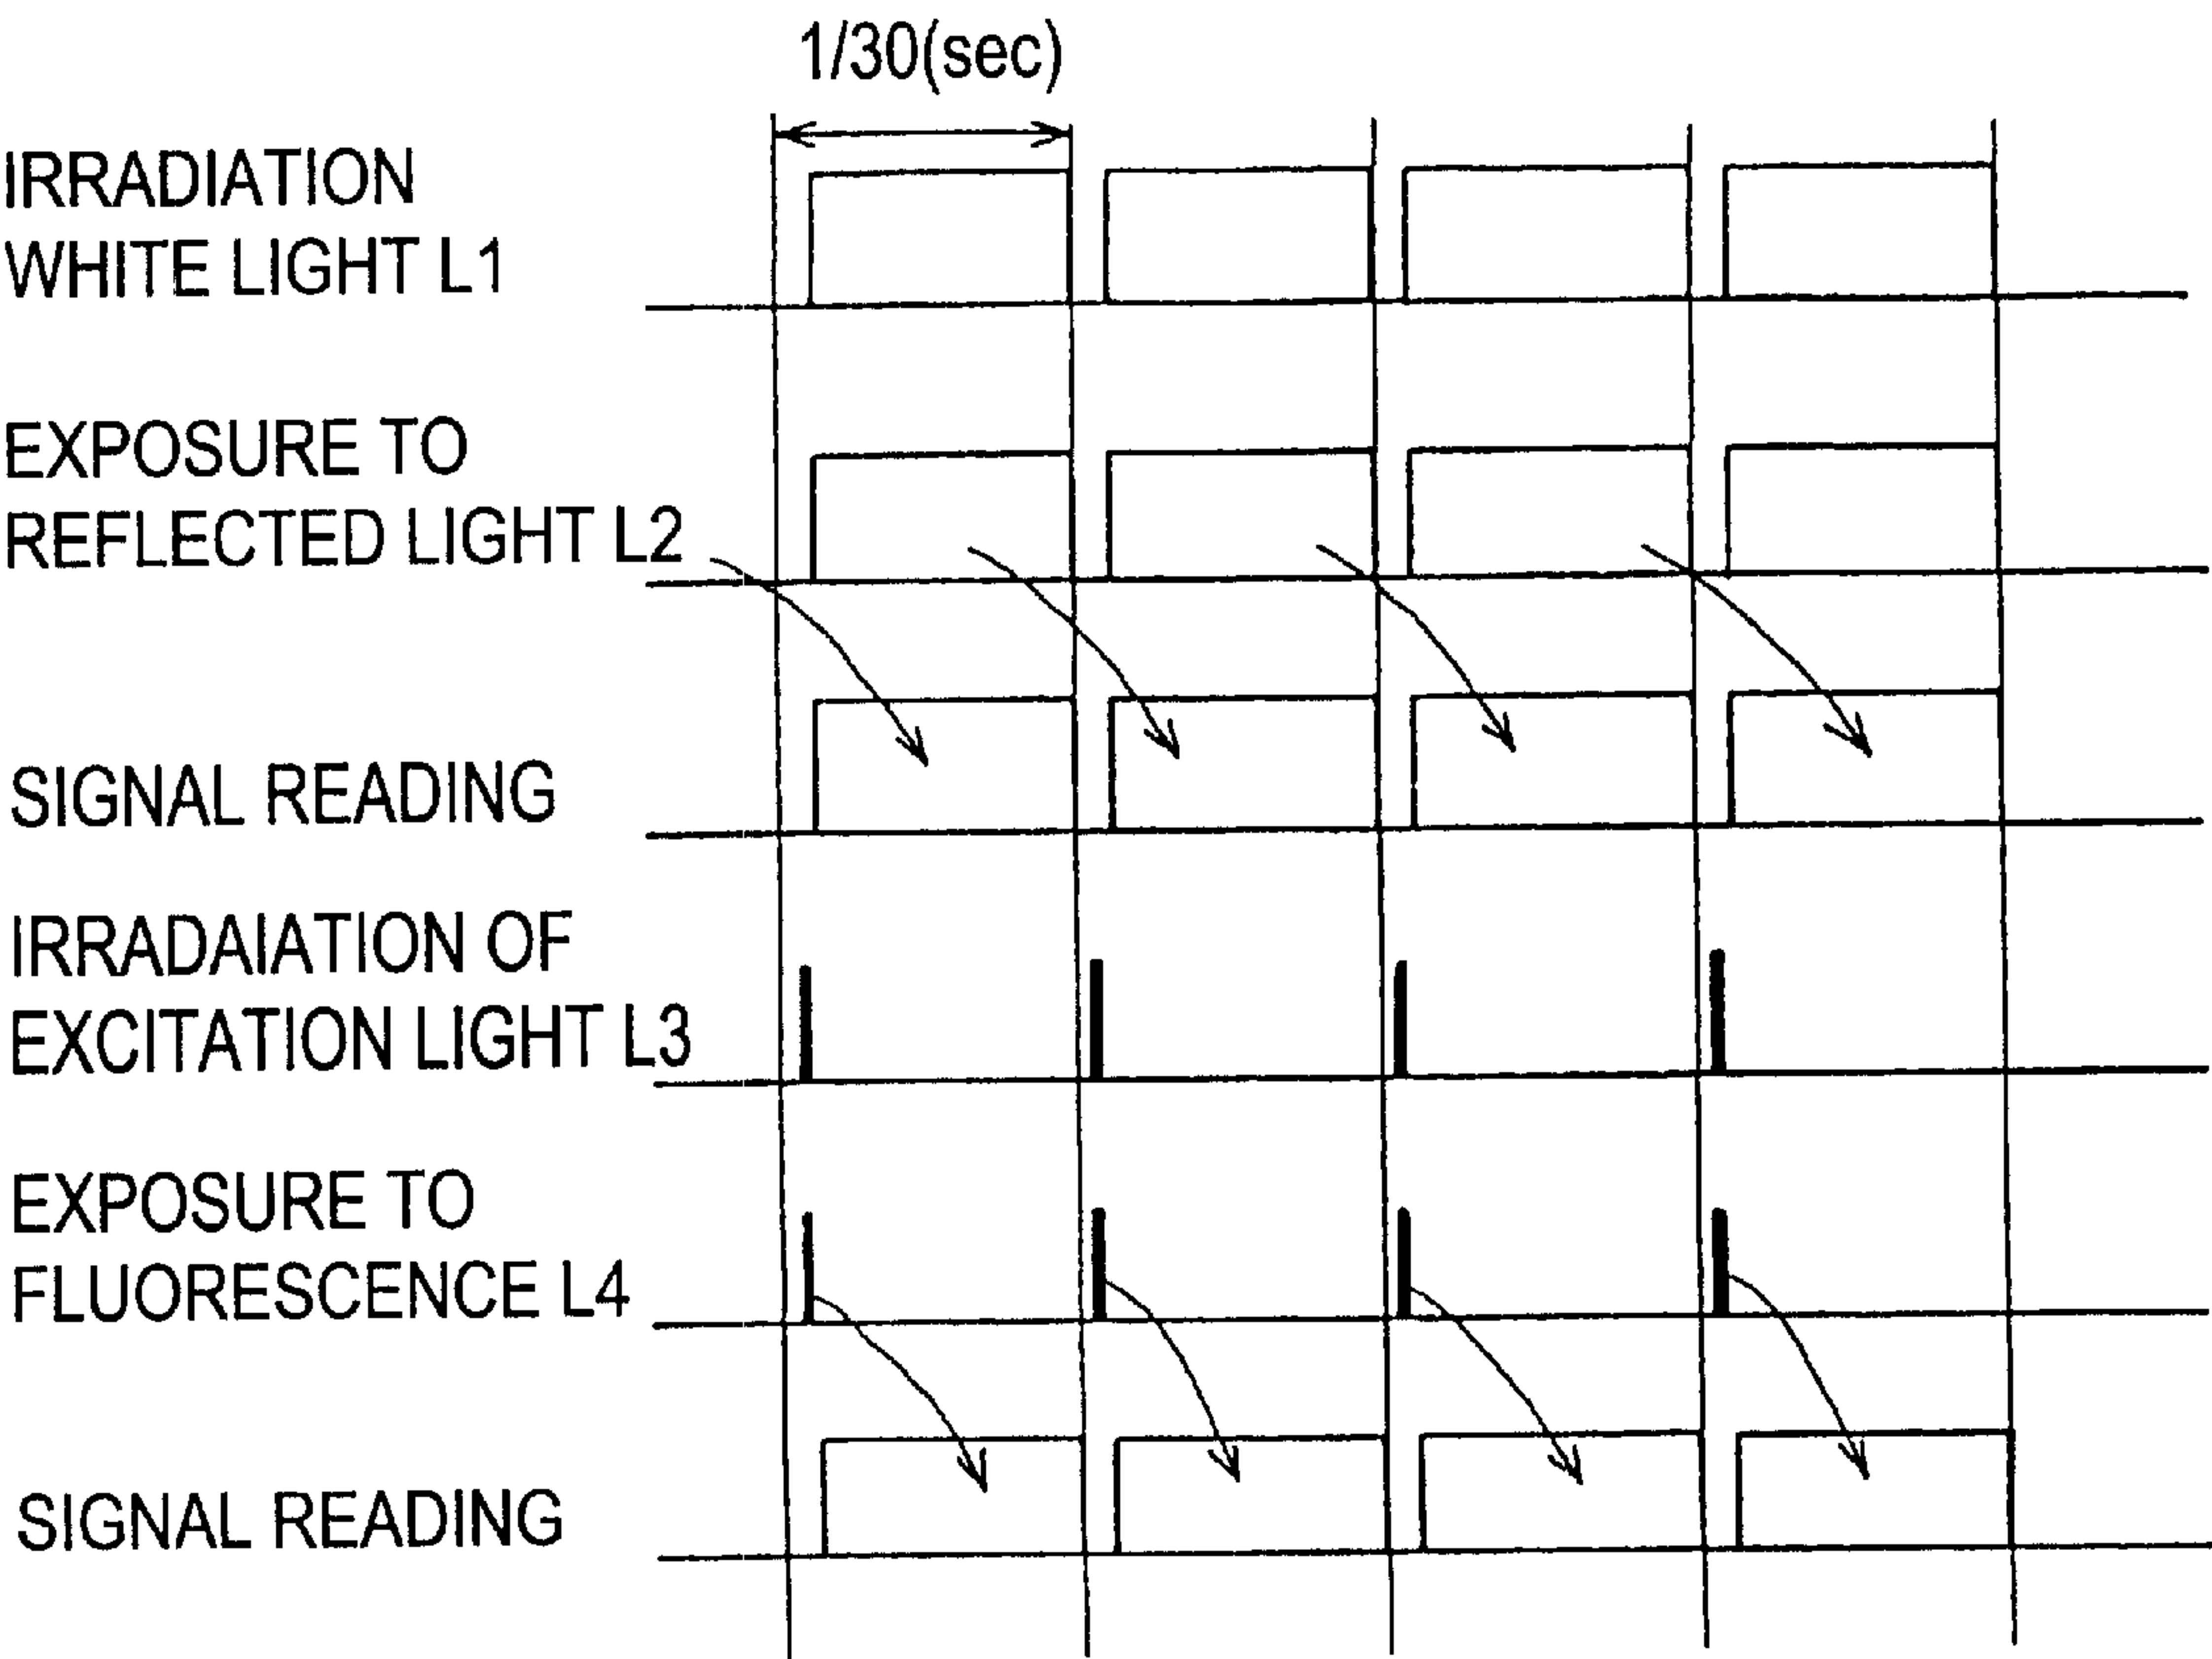 1/30(sec)
IRRADIATION
WHITE LIGHT L1
EXPOSURE TO
REFLECTED LIGHT L2
SIGNAL READING
IRRADAIATION OF
EXCITATION LIGHT L3
EXPOSURE TO
FLUORESCENCE L4
SIGNAL READING